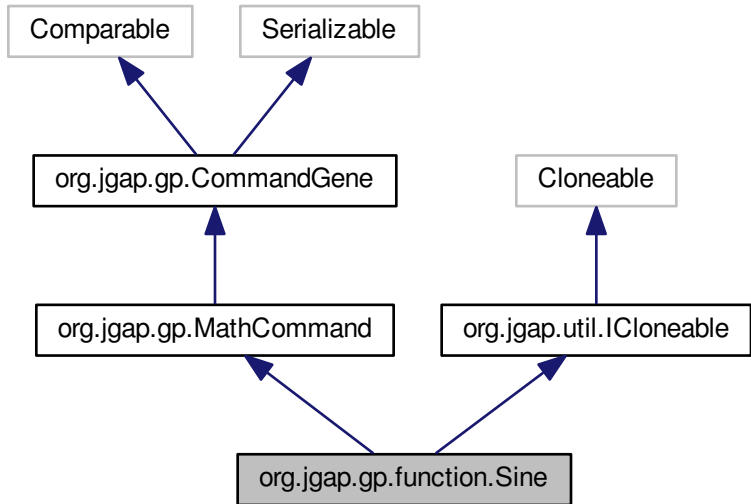 Comparable
Serializable
org.jgap.gp.CommandGene
Cloneable
org.jgap.gp.MathCommand
org.jgap.util.ICloneable
org.jgap.gp.function.Sine